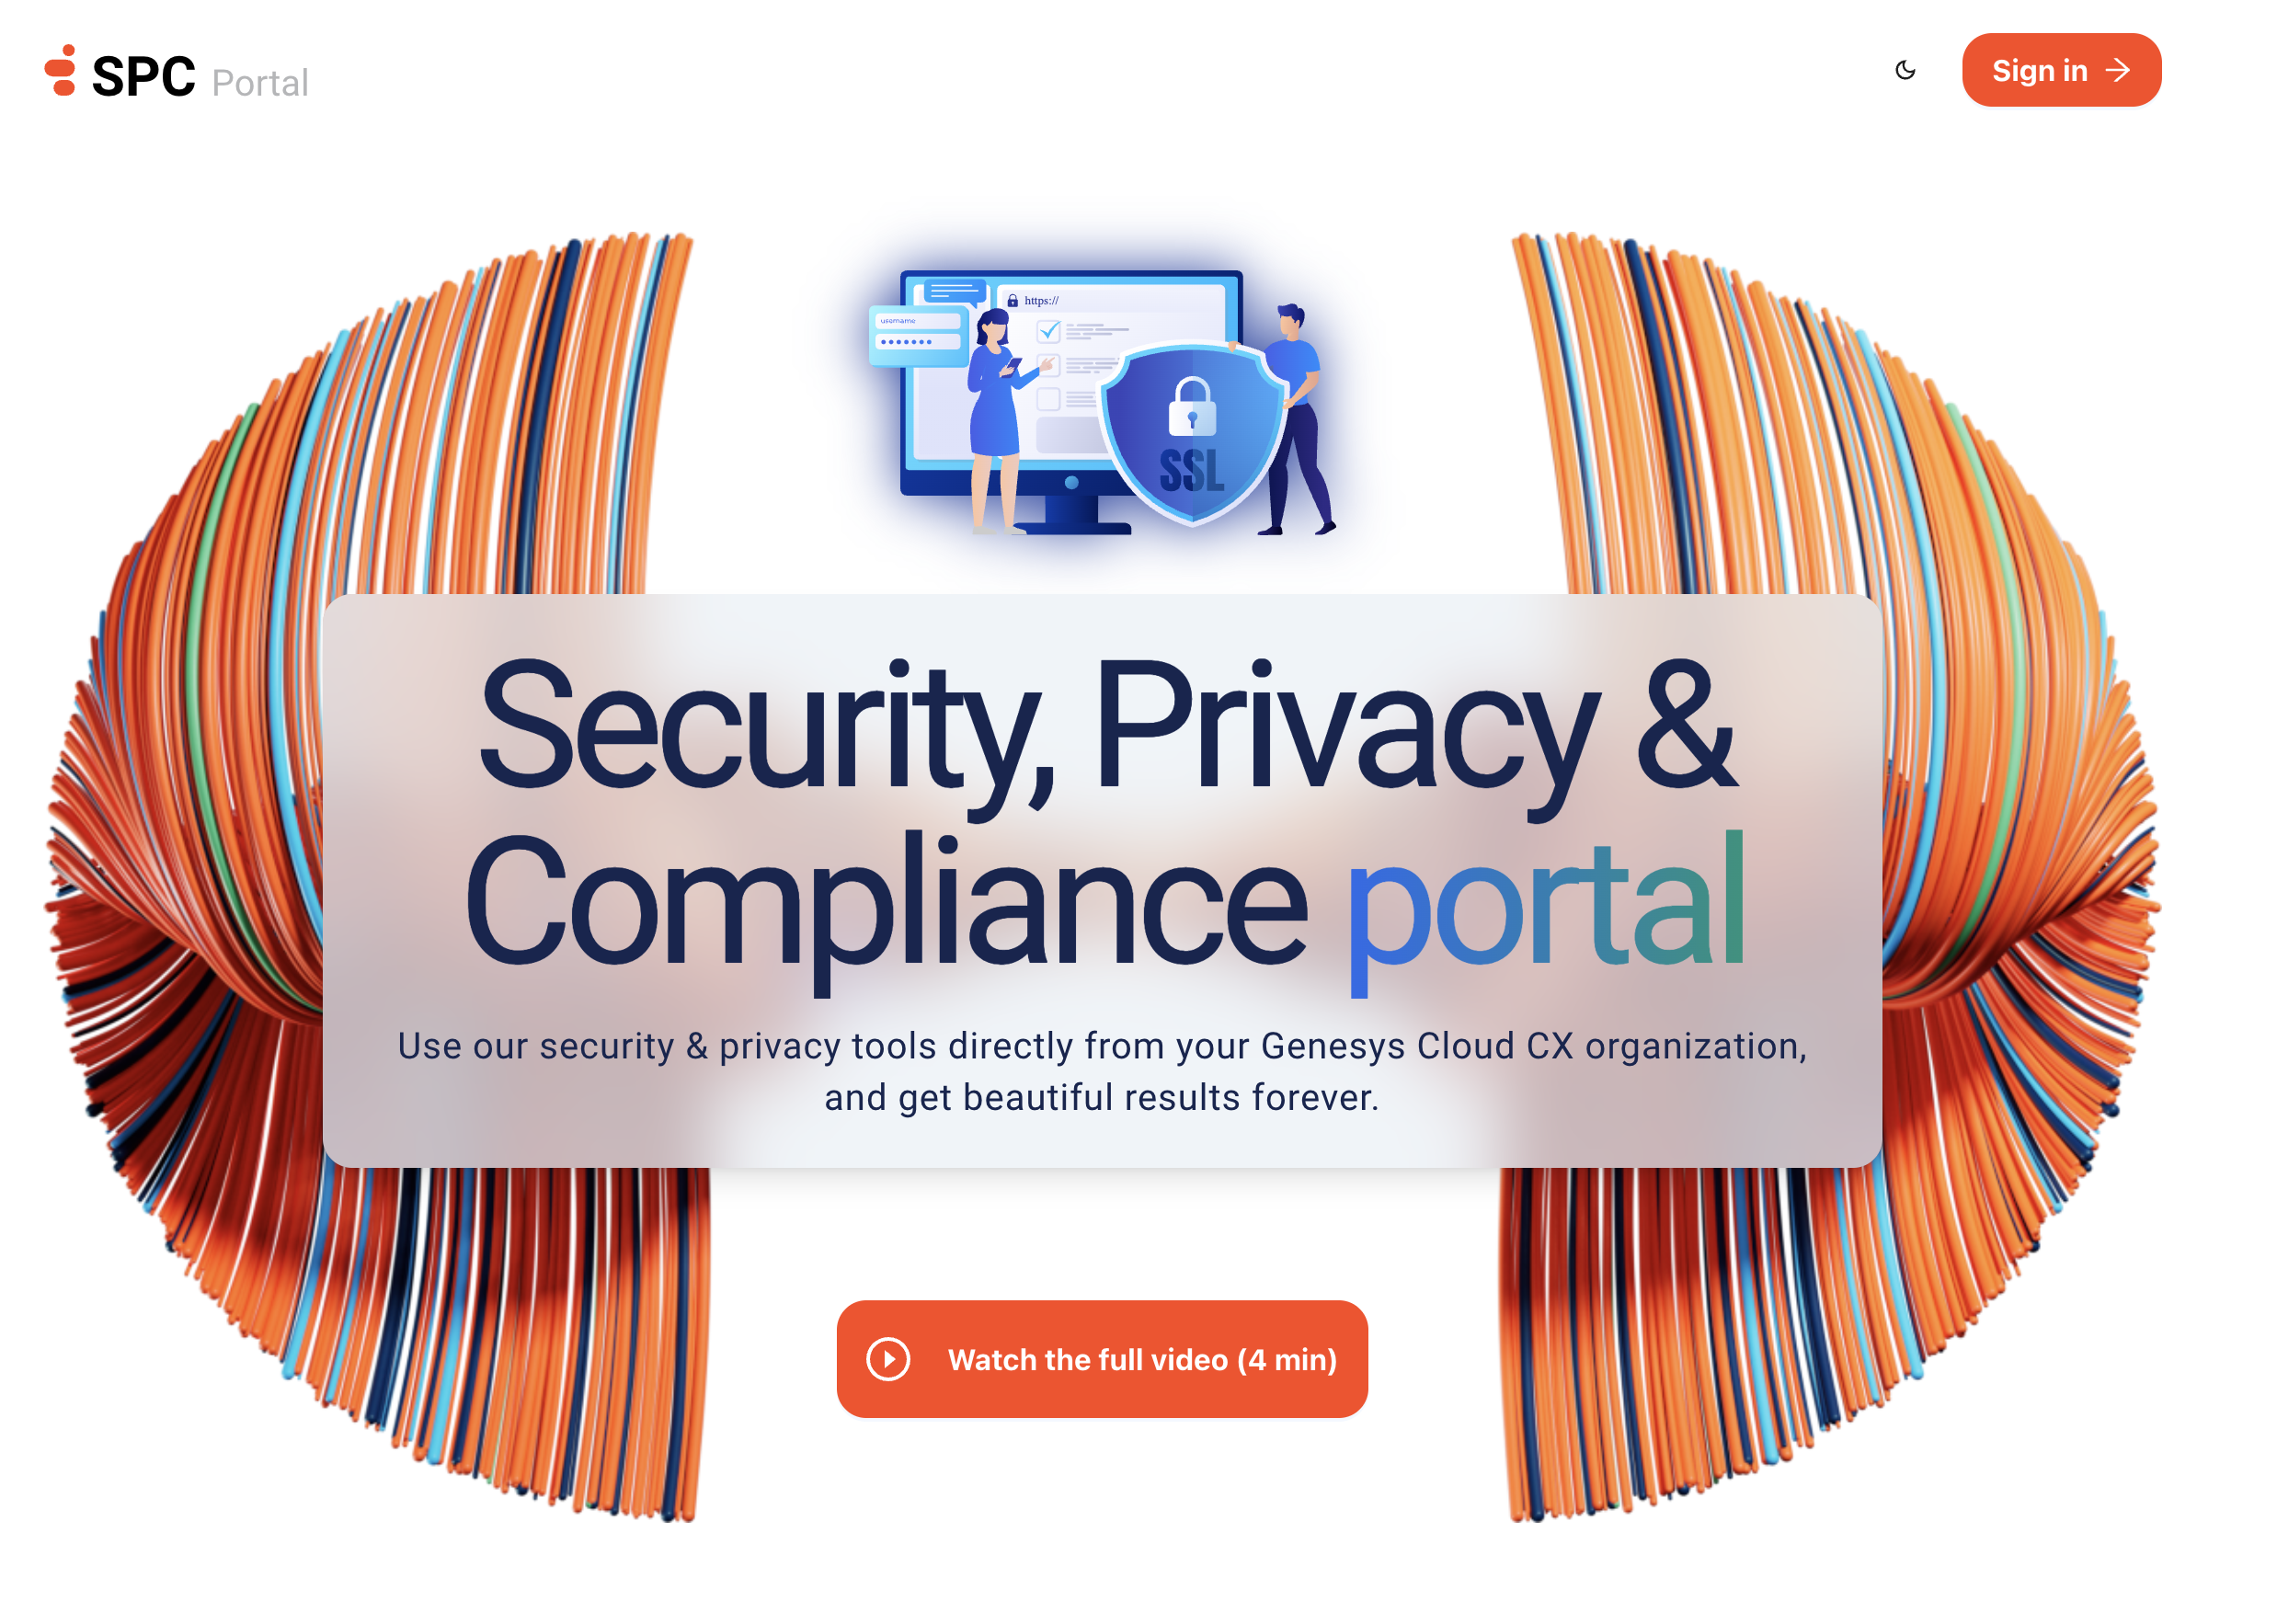 SPC Portal
Sign in
https://
username
SSL
Security, Privacy &
Compliance portal
Use our security & privacy tools directly from your Genesys Cloud CX organization,
and get beautiful results forever.
Watch the full video (4 min)